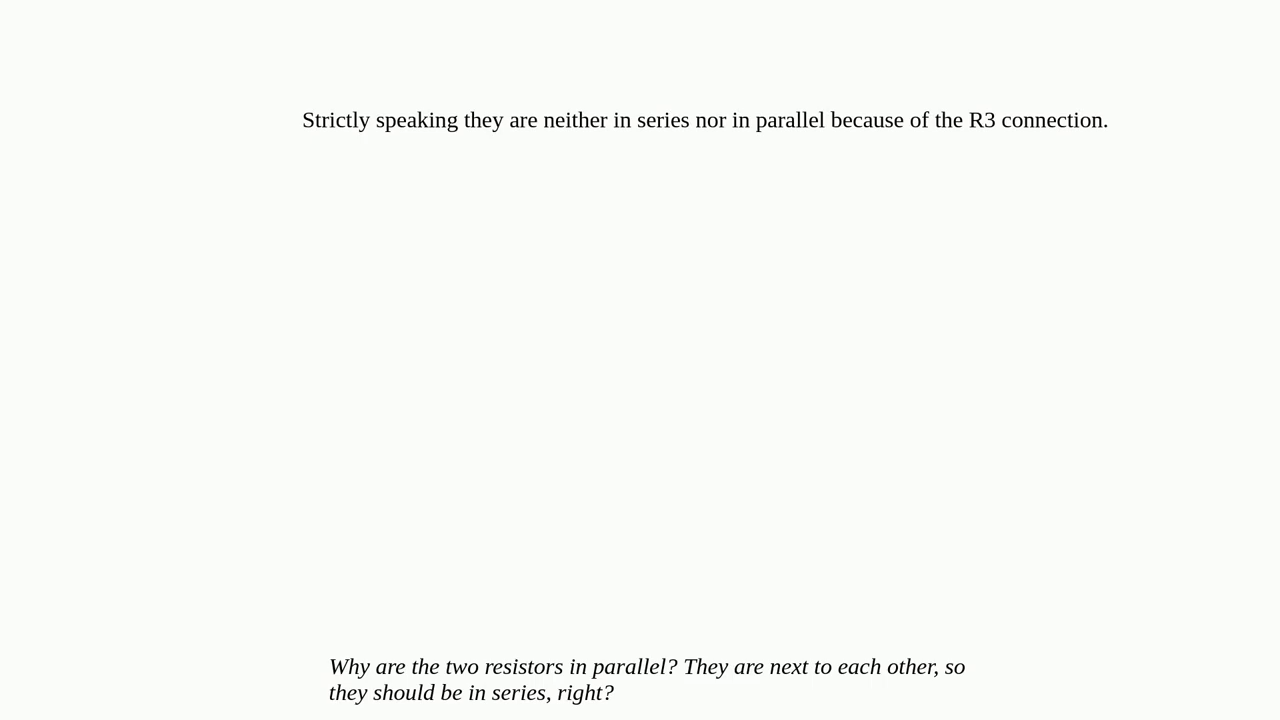 Strictly speaking they are neither in series nor in parallel because of the R3 connection.
Why are the two resistors in parallel? They are next to each other, so
they should be in series, right?